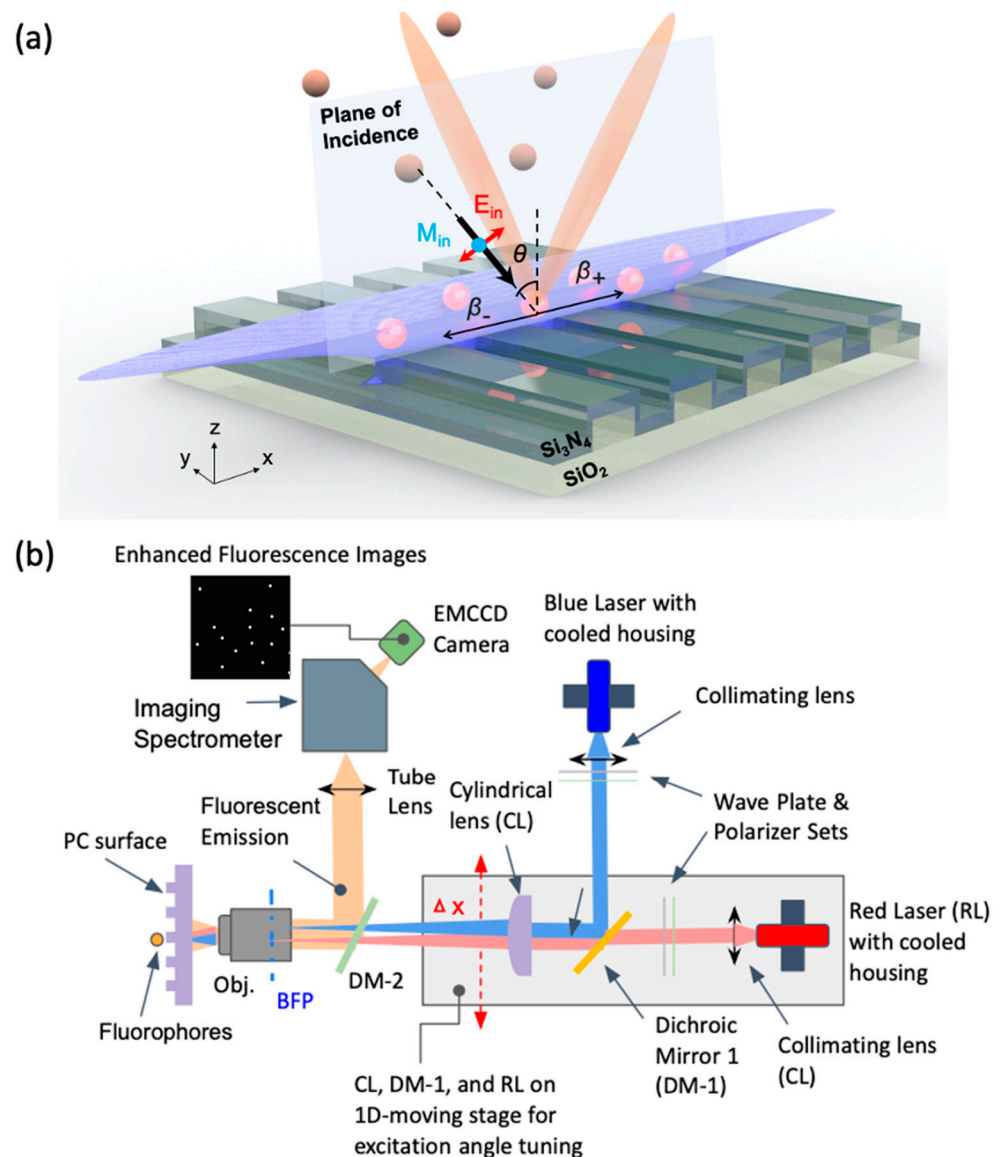 (a)
Plane of
Incidence
E_in
M_in
θ
β_+
β_-
z
y
x
Si3N4
SiO2
(b)
Enhanced Fluorescence Images
EMCCD
Camera
Blue Laser with
cooled housing
Imaging
Spectrometer
Collimating lens
Tube
Lens
Cylindrical
lens (CL)
Fluorescent
Emission
Wave Plate &
Polarizer Sets
PC surface
Δ x
Red Laser (RL)
with cooled
housing
Obj.
BFP
DM-2
Fluorophores
Dichroic
Mirror 1
(DM-1)
Collimating lens
(CL)
CL, DM-1, and RL on
1D-moving stage for
excitation angle tuning